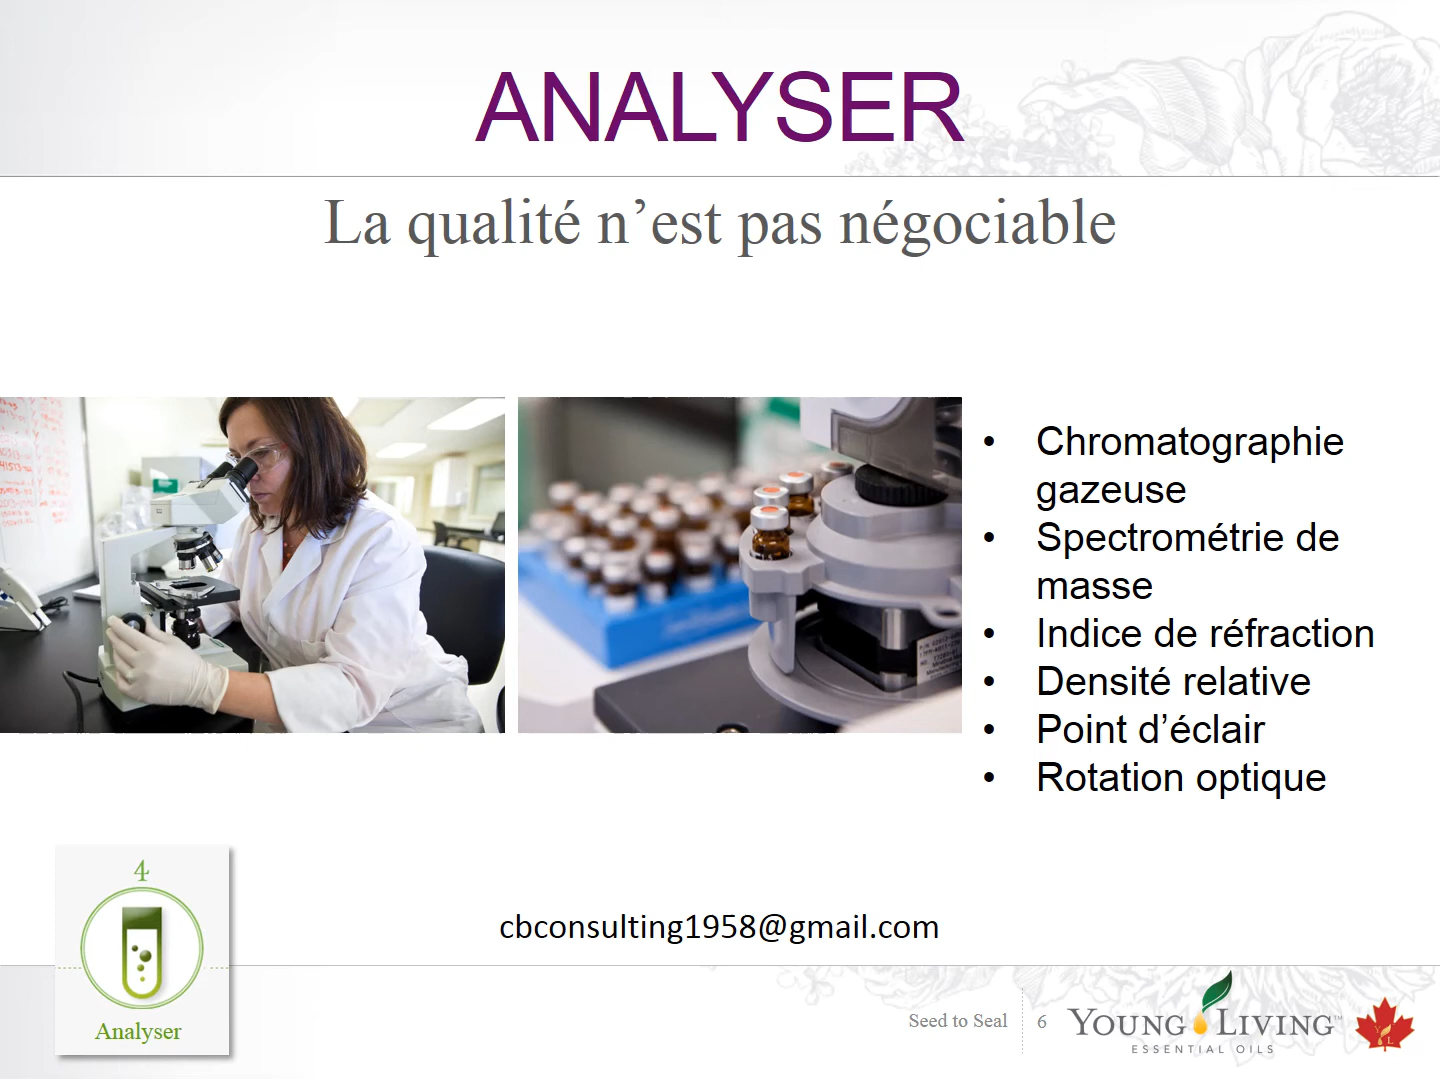 ANALYSER
La qualité n’est pas négociable
• Chromatographie
gazeuse
• Spectrométrie de
masse
• Indice de réfraction
• Densité relative
• Point d’éclair
• Rotation optique
4
Analyser
cbconsulting1958@gmail.com
Seed to Seal
6
YOUNG LIVING™
ESSENTIAL OILS
Y L